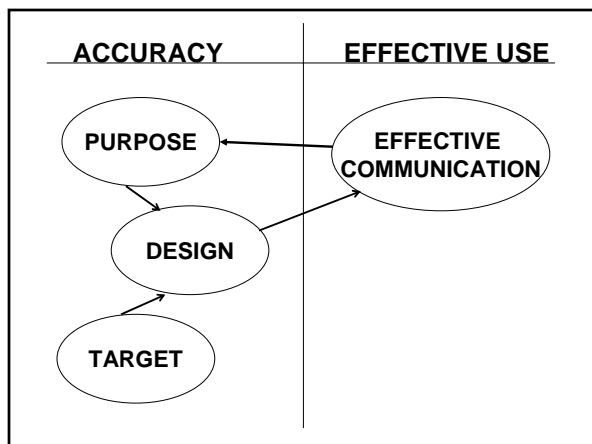 ACCURACY
EFFECTIVE USE
PURPOSE
EFFECTIVE
COMMUNICATION
DESIGN
TARGET